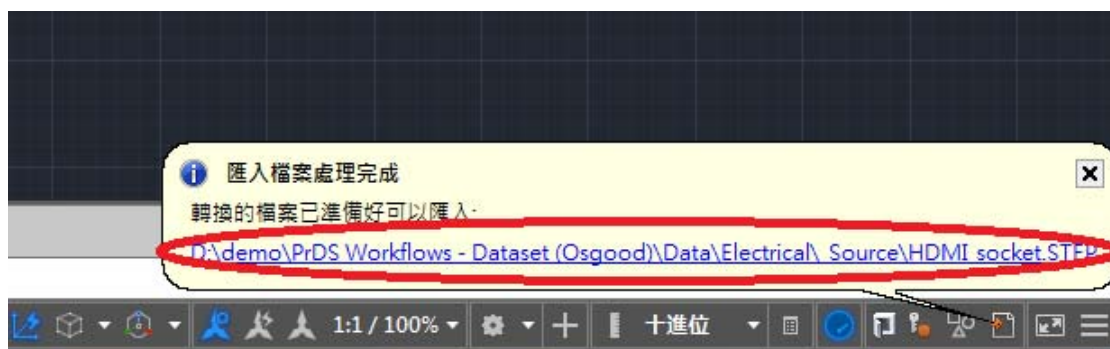 匯入檔案處理完成
轉換的檔案已準備好可以匯入:
D:\demo\PrDS Workflows - Dataset (Osgood)\Data\Electrical\_Source\HDMI socket.STEP
1:1 / 100% 十進位